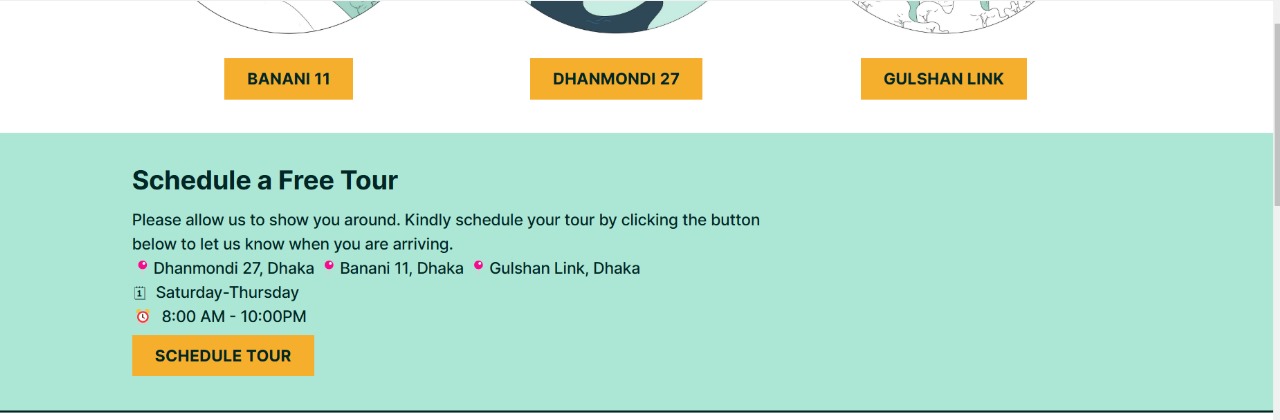 BANANI 11 DHANMONDI 27 GULSHAN LINK
Schedule a Free Tour
Please allow us to show you around. Kindly schedule your tour by clicking the button
below to let us know when you are arriving.
Dhanmondi 27, Dhaka Banani 11, Dhaka Gulshan Link, Dhaka
Saturday-Thursday
8:00 AM - 10:00PM
SCHEDULE TOUR